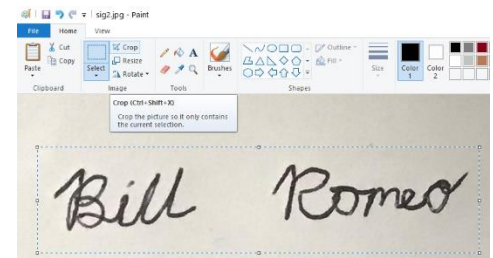 sig2.jpg - Paint
File Home View
Paste Cut Copy Select Crop Resize Rotate Brushes Outline Fill Size Color 1 Color 2
Clipboard Image Tools Shapes
Crop (Ctrl+Shift+X)
Crop the picture so it only contains
the current selection.
Bill Romeo